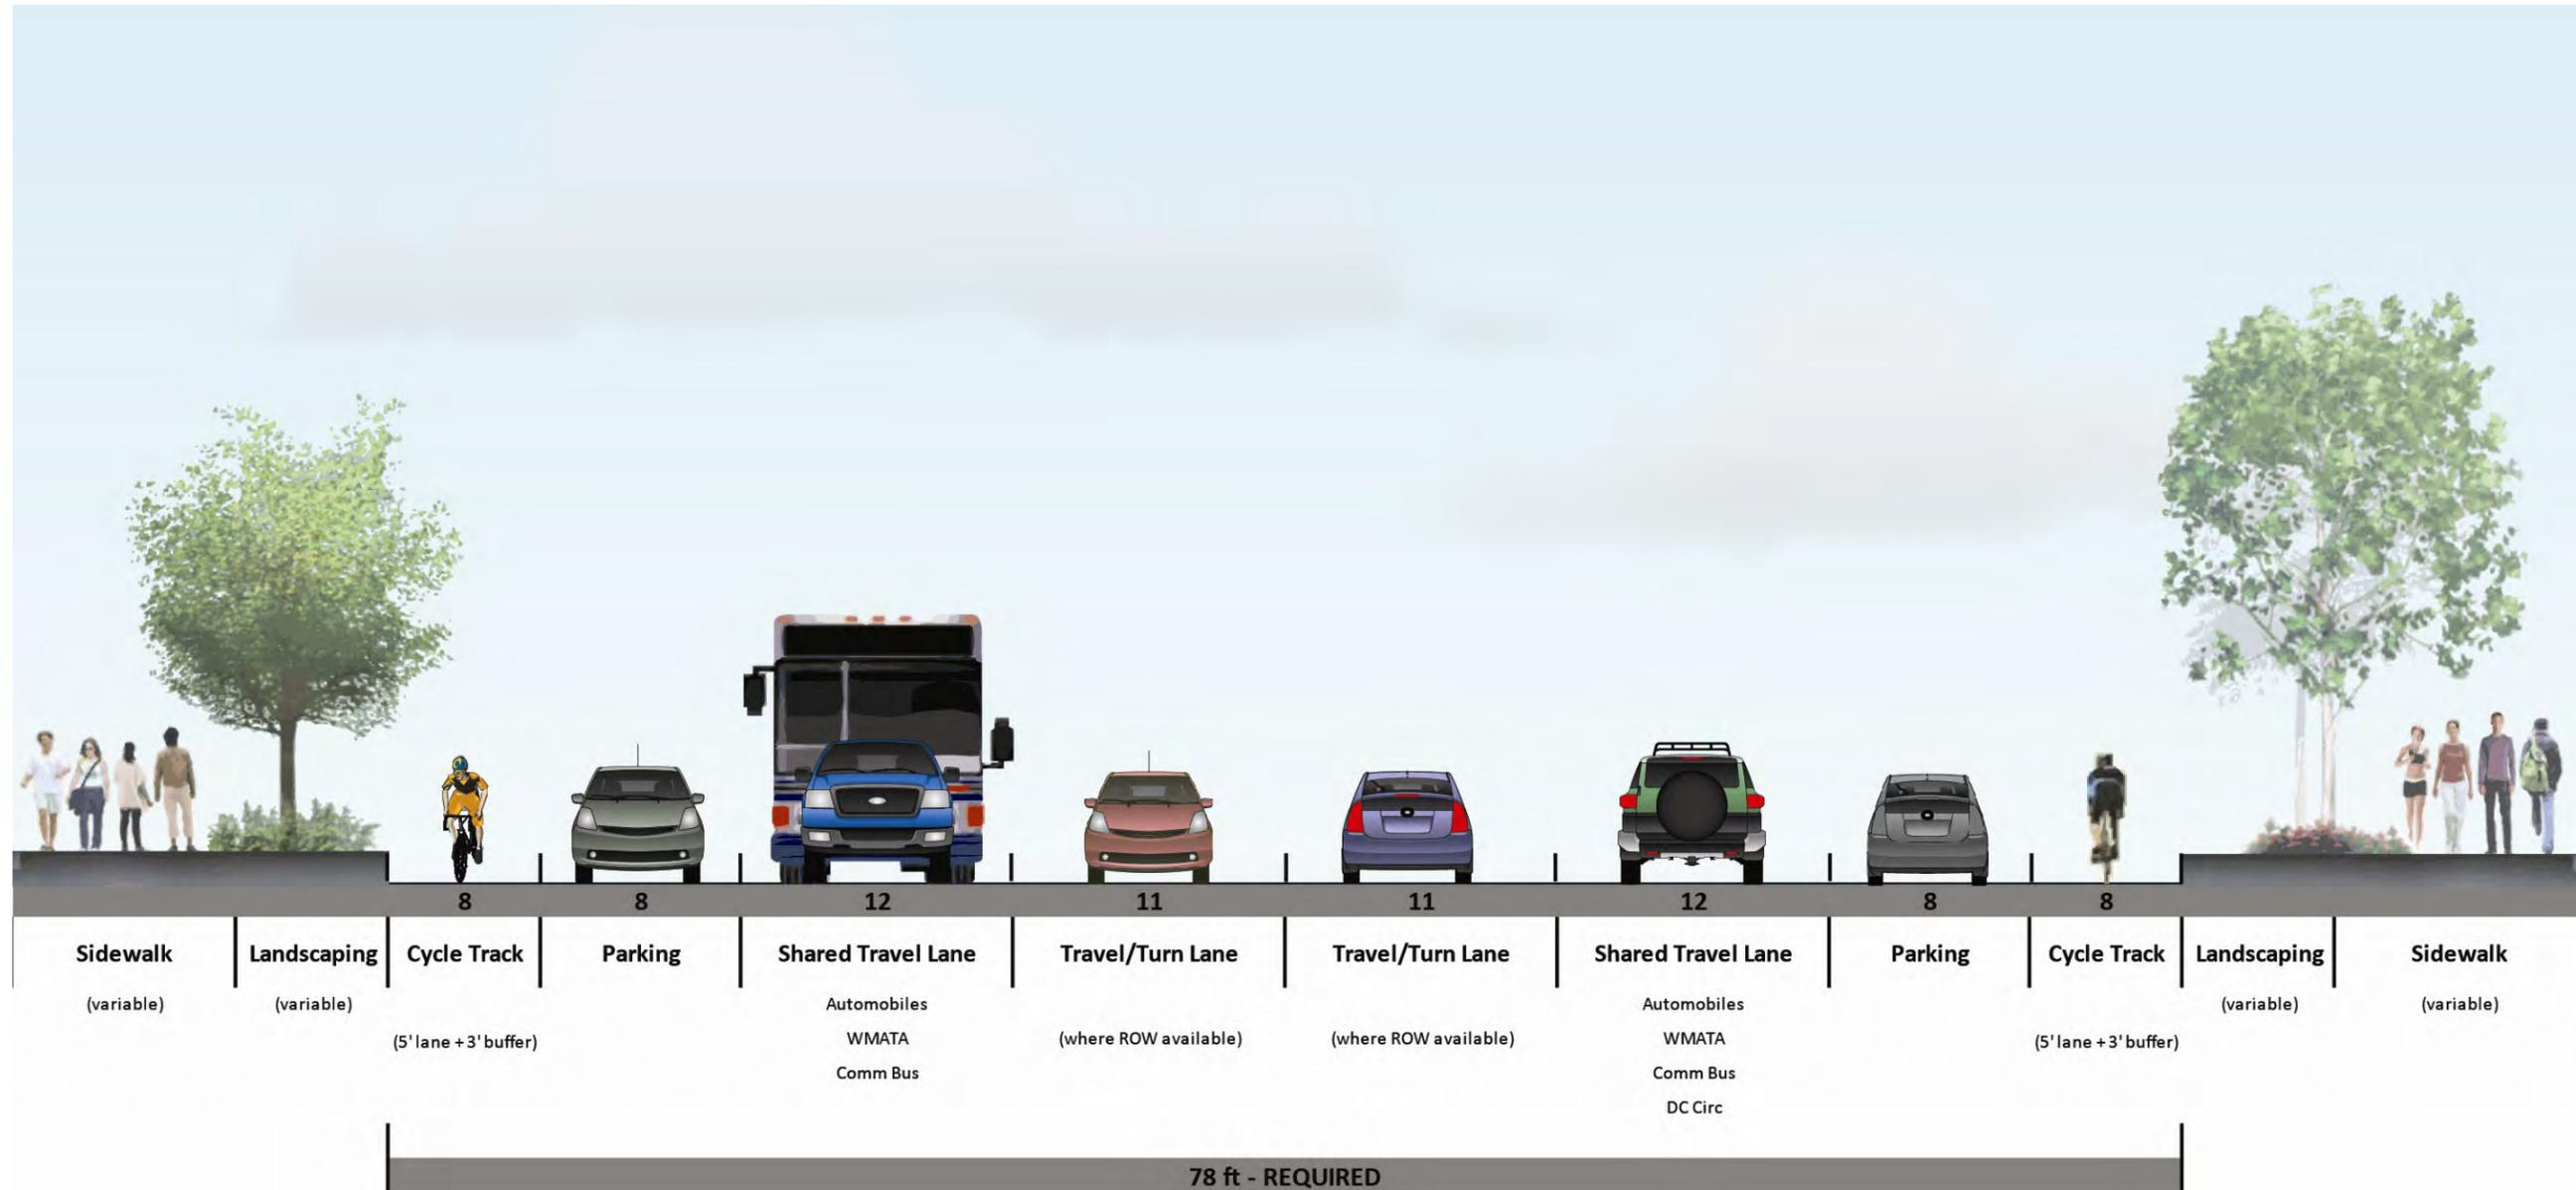 8 8 12 11 11 12 8 8
Sidewalk Landscaping Cycle Track Parking Shared Travel Lane Travel/Turn Lane Travel/Turn Lane Shared Travel Lane Parking Cycle Track Landscaping Sidewalk
(variable) (variable) Automobiles Automobiles (variable) (variable)
(5' lane + 3' buffer) WMATA (where ROW available) (where ROW available) WMATA (5' lane + 3' buffer)
Comm Bus Comm Bus
DC Circ
78 ft - REQUIRED